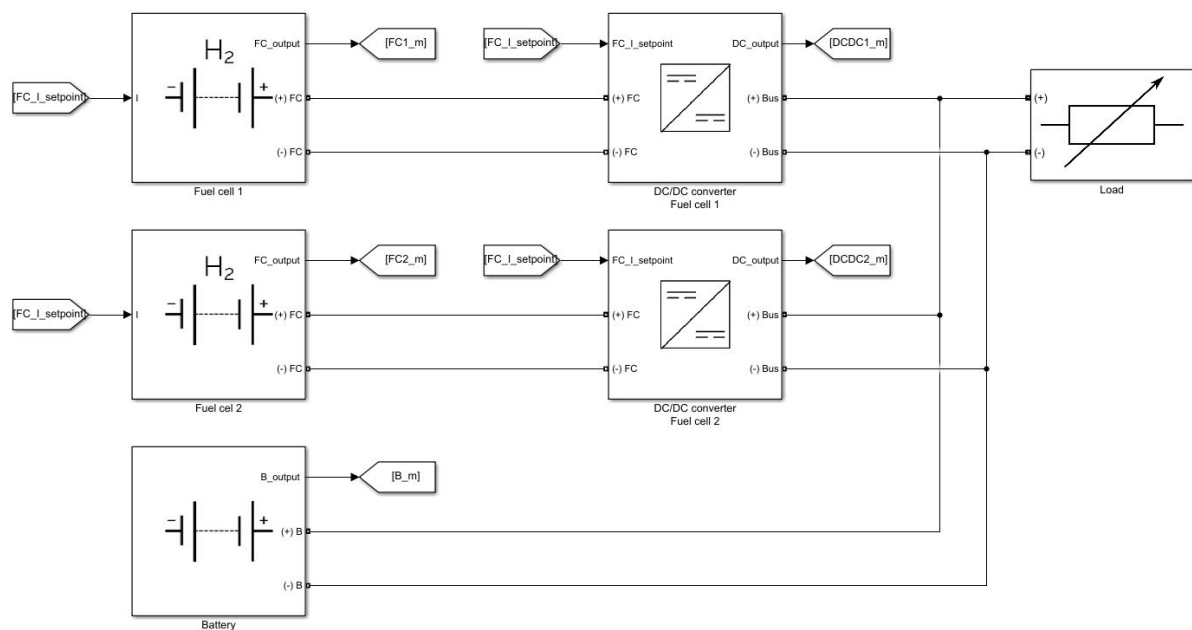 FC_output
[FC1_m]
[FC_I_setpoint]
FC_I_setpoint
DC_output
[DCDC1_m]
H2
[FC_I_setpoint]
I
− +
(+) FC
(+) FC
(+) Bus
(+)
(-) FC
(-) FC
(-) Bus
(-)
Fuel cell 1
DC/DC converter
Fuel cell 1
Load
FC_output
[FC2_m]
[FC_I_setpoint]
FC_I_setpoint
DC_output
[DCDC2_m]
H2
[FC_I_setpoint]
I
− +
(+) FC
(+) FC
(+) Bus
(-) FC
(-) FC
(-) Bus
Fuel cel 2
DC/DC converter
Fuel cell 2
B_output
[B_m]
− +
(+) B
(-) B
Battery